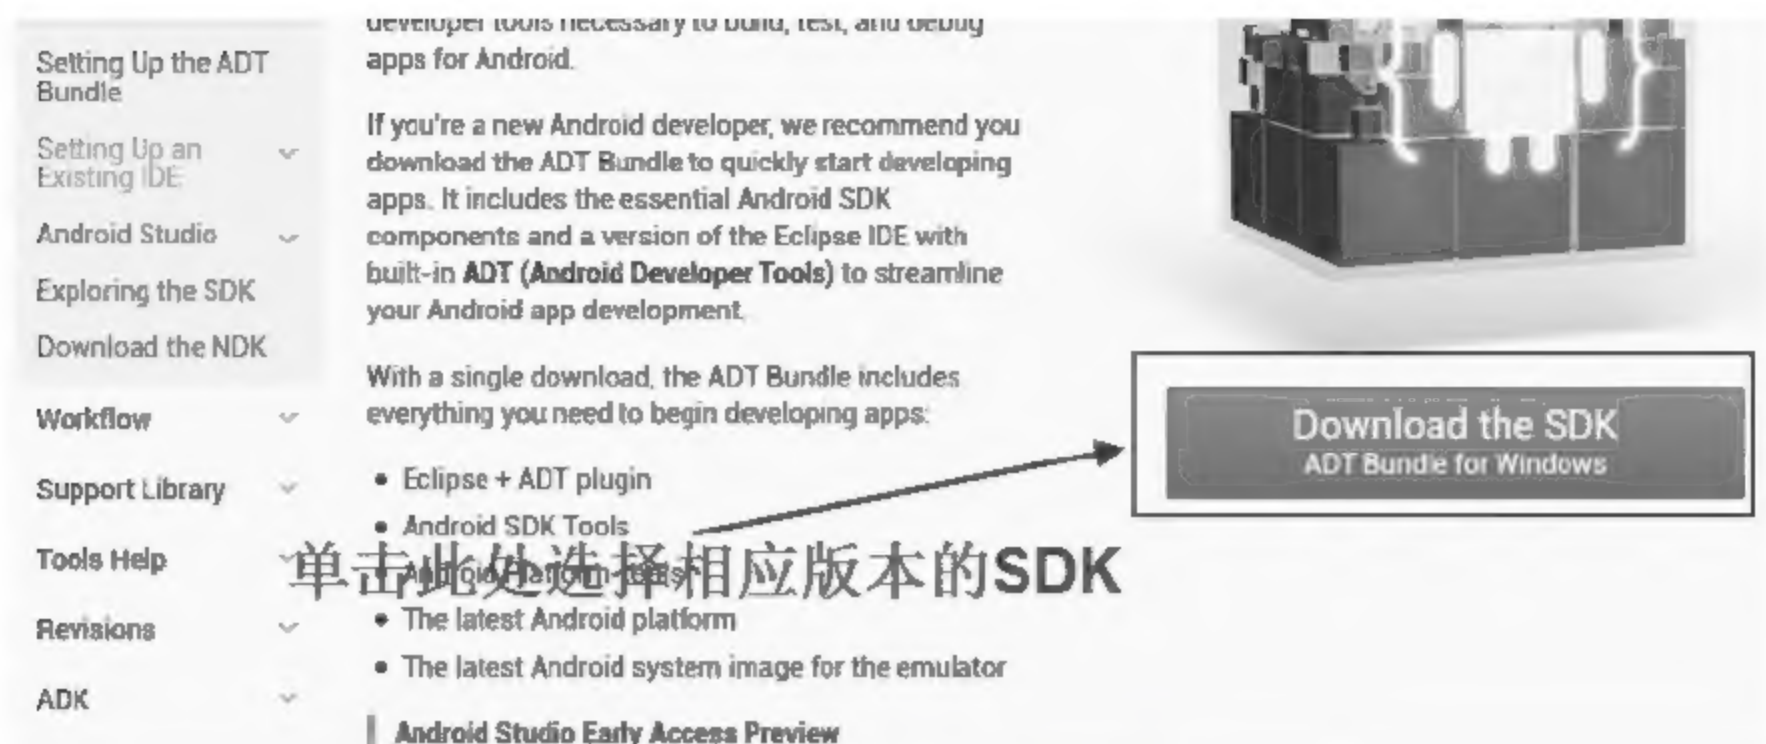 Setting Up the ADT
Bundle
Setting Up an
Existing IDE
Android Studio
Exploring the SDK
Download the NDK
Workflow
Support Library
Tools Help
Revisions
ADK
developer tools necessary to build, test, and debug
apps for Android.
If you're a new Android developer, we recommend you
download the ADT Bundle to quickly start developing
apps. It includes the essential Android SDK
components and a version of the Eclipse IDE with
built-in ADT (Android Developer Tools) to streamline
your Android app development.
With a single download, the ADT Bundle includes
everything you need to begin developing apps:
• Eclipse + ADT plugin
• Android SDK Tools
• Android Platform-tools
单击此处选择相应版本的SDK
• The latest Android platform
• The latest Android system image for the emulator
Android Studio Early Access Preview
Download the SDK
ADT Bundle for Windows